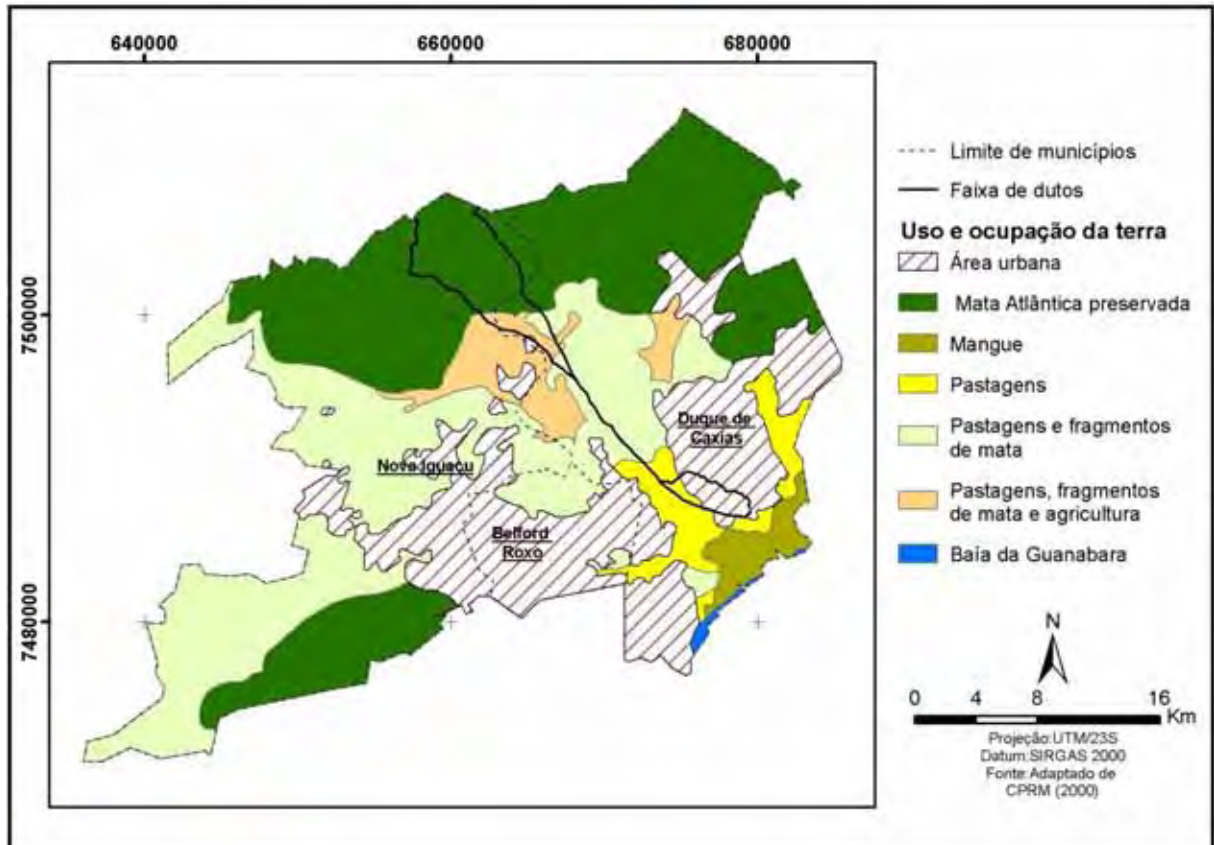 640000 660000 680000
7500000
7480000
Duque de
Caxias
Nova Iguaçu
Belford
Roxo
Limite de municípios
Faixa de dutos
Uso e ocupação da terra
Área urbana
Mata Atlântica preservada
Mangue
Pastagens
Pastagens e fragmentos
de mata
Pastagens, fragmentos
de mata e agricultura
Baía da Guanabara
N
0 4 8 16
Km
Projeção:UTM/23S
Datum:SIRGAS 2000
Fonte:Adaptado de
CPRM (2000)